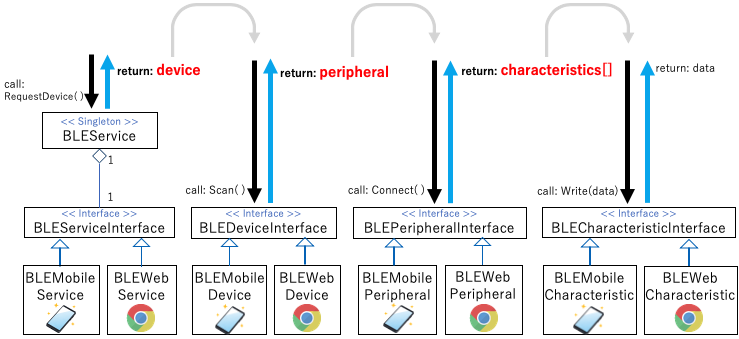 call:
RequestDevice( )
return: device
<< Singleton >>
BLEService
1
1
<< Interface >>
BLEServiceInterface
BLEMobile
Service
BLEWeb
Service
call: Scan( )
return: peripheral
<< Interface >>
BLEDeviceInterface
BLEMobile
Device
BLEWeb
Device
call: Connect( )
return: characteristics[]
<< Interface >>
BLEPeripheralInterface
BLEMobile
Peripheral
BLEWeb
Peripheral
call: Write(data)
return: data
<< Interface >>
BLECharacteristicInterface
BLEMobile
Characteristic
BLEWeb
Characteristic